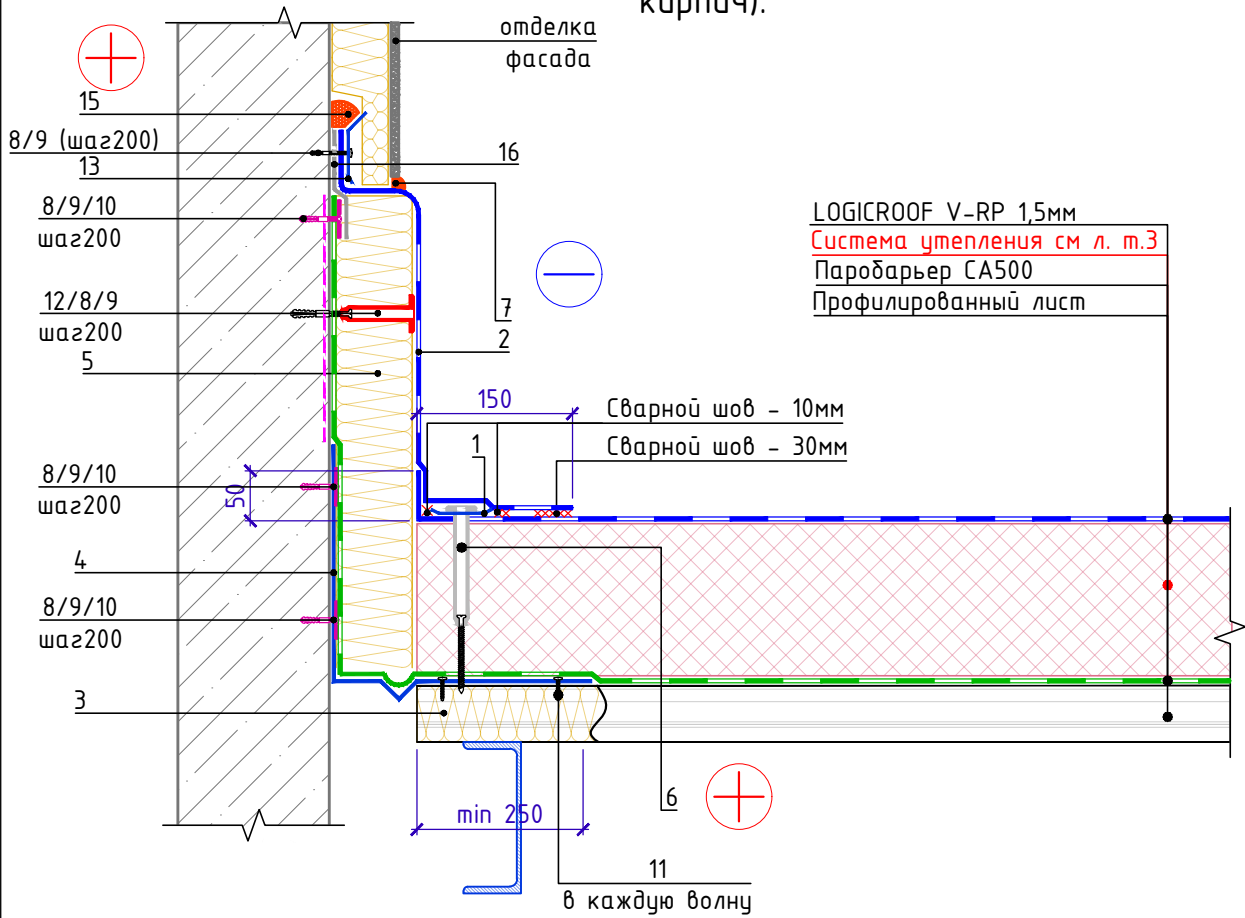 кирпич).
отделка
фасада
15
8/9 (шаг200)
13
16
8/9/10
шаг200
LOGICROOF V-RP 1,5мм
Система утепления см л. т.3
Паробарьер СА500
Профилированный лист
12/8/9
шаг200
7
2
5
150
Сварной шов - 10мм
1
Сварной шов - 30мм
8/9/10
шаг200
50
4
8/9/10
шаг200
3
6
min 250
11
в каждую волну